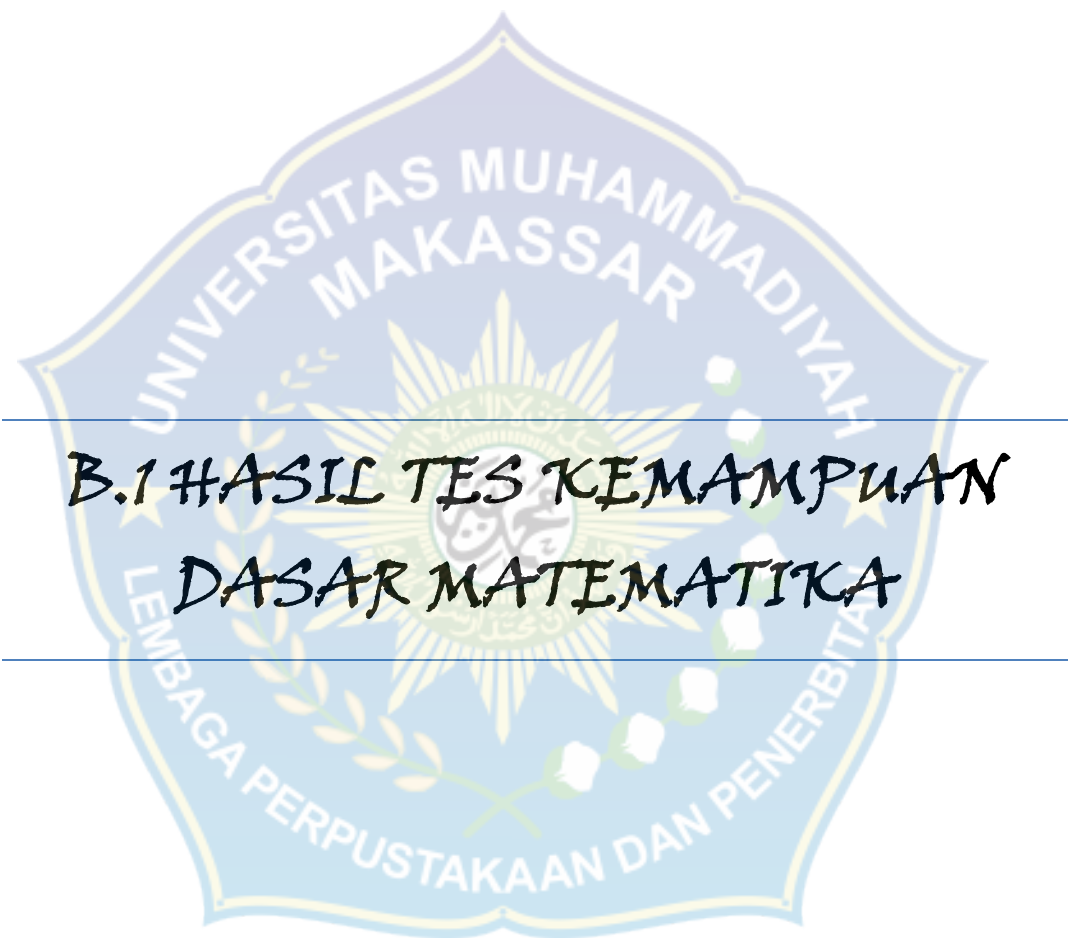 UNIVERSITAS MUHAMMADIYAH
MAKASSAR
B.1 HASIL TES KEMAMPUAN
DASAR MATEMATIKA
LEMBAGA PERPUSTAKAAN DAN PENERBITAN